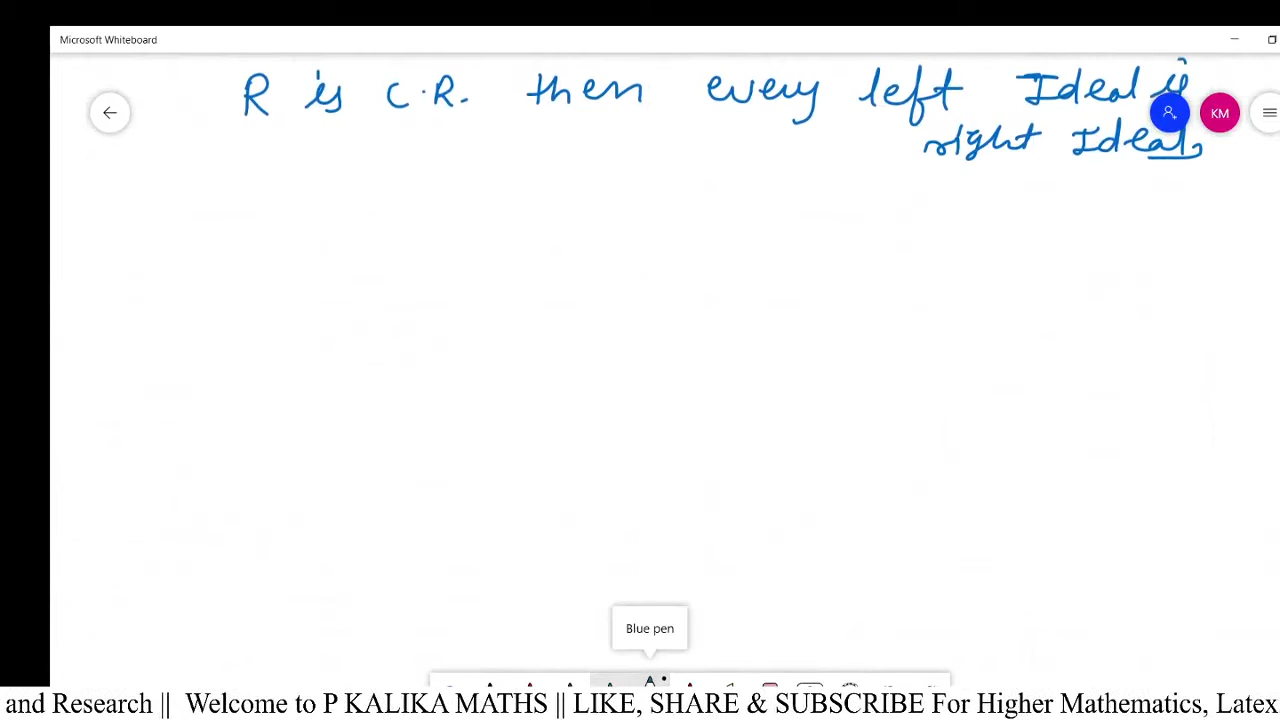 Microsoft Whiteboard
R is C.R. then every left Ideal is
right Ideal.
KM
Blue pen
and Research || Welcome to P KALIKA MATHS || LIKE, SHARE & SUBSCRIBE For Higher Mathematics, Latex